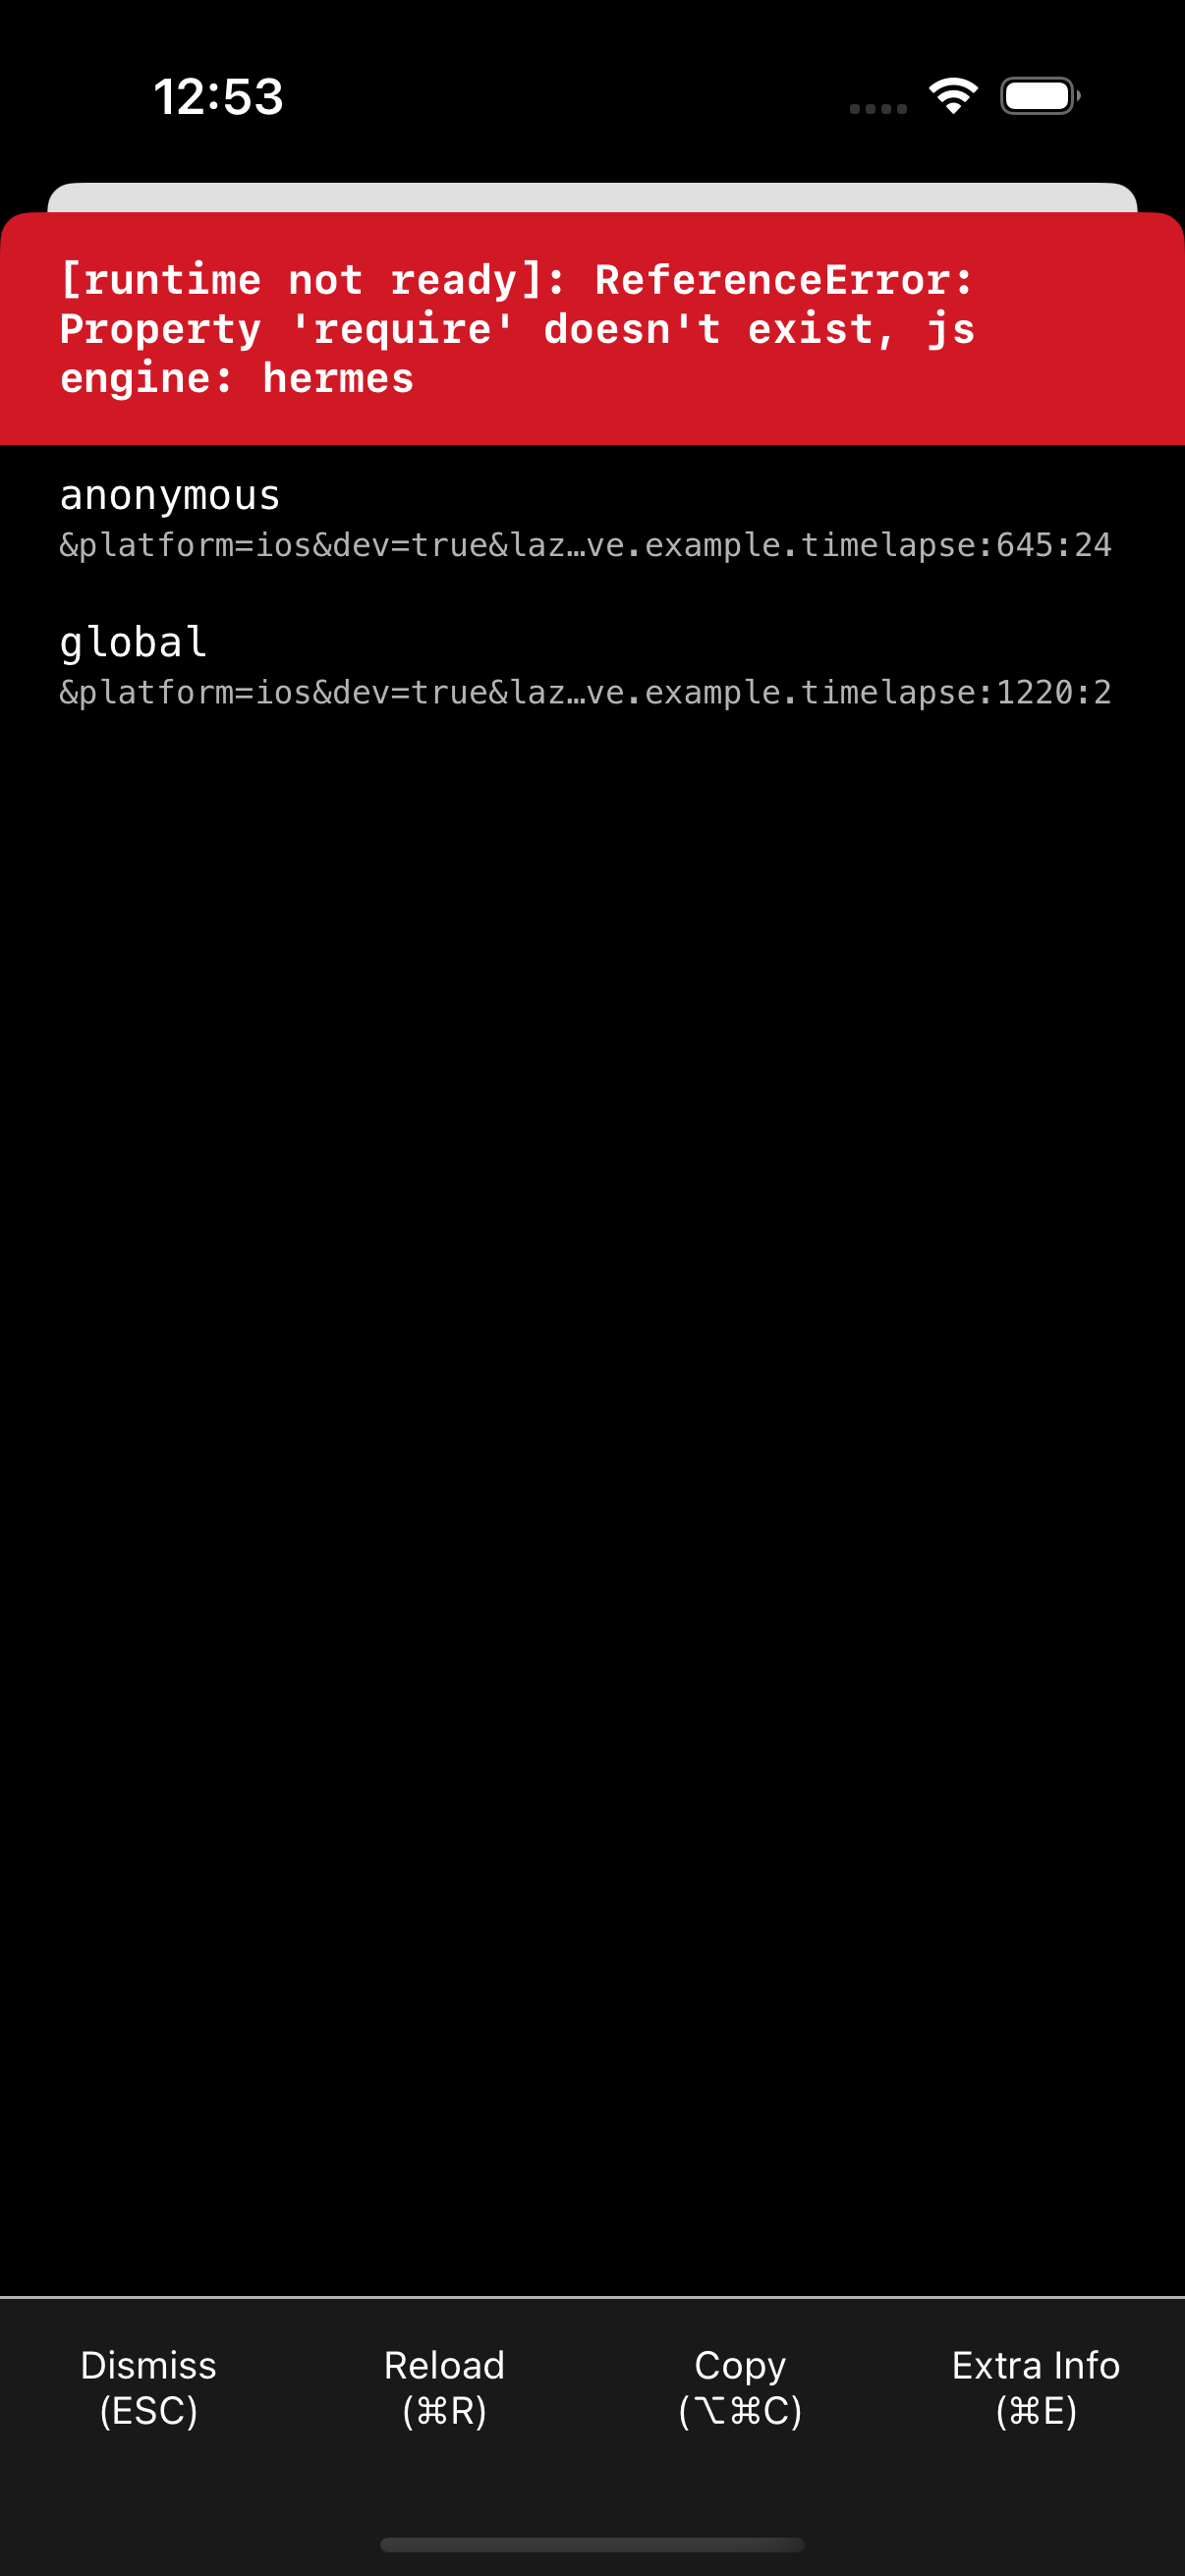 12:53
[runtime not ready]: ReferenceError:
Property 'require' doesn't exist, js
engine: hermes
anonymous
&platform=ios&dev=true&laz…ve.example.timelapse:645:24
global
&platform=ios&dev=true&laz…ve.example.timelapse:1220:2
Dismiss
(ESC)
Reload
(⌘R)
Copy
(⌥⌘C)
Extra Info
(⌘E)